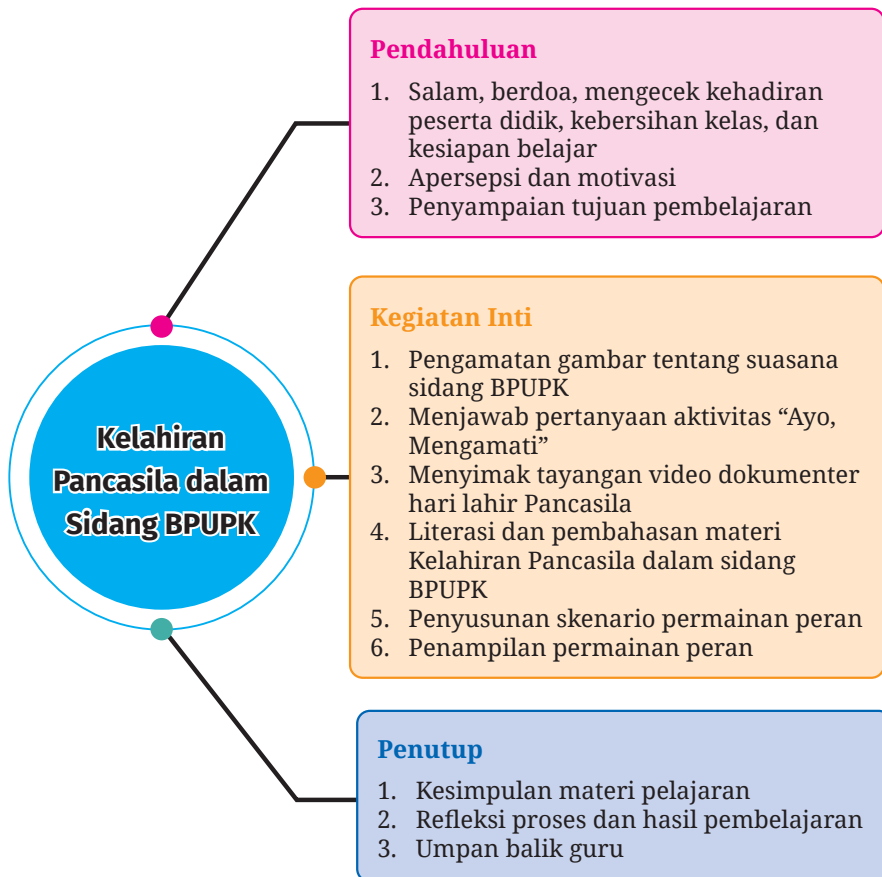 Pendahuluan
1. Salam, berdoa, mengecek kehadiran
peserta didik, kebersihan kelas, dan
kesiapan belajar
2. Apersepsi dan motivasi
3. Penyampaian tujuan pembelajaran
Kelahiran
Pancasila dalam
Sidang BPUPK
Kegiatan Inti
1. Pengamatan gambar tentang suasana
sidang BPUPK
2. Menjawab pertanyaan aktivitas “Ayo,
Mengamati”
3. Menyimak tayangan video dokumenter
hari lahir Pancasila
4. Literasi dan pembahasan materi
Kelahiran Pancasila dalam sidang
BPUPK
5. Penyusunan skenario permainan peran
6. Penampilan permainan peran
Penutup
1. Kesimpulan materi pelajaran
2. Refleksi proses dan hasil pembelajaran
3. Umpan balik guru